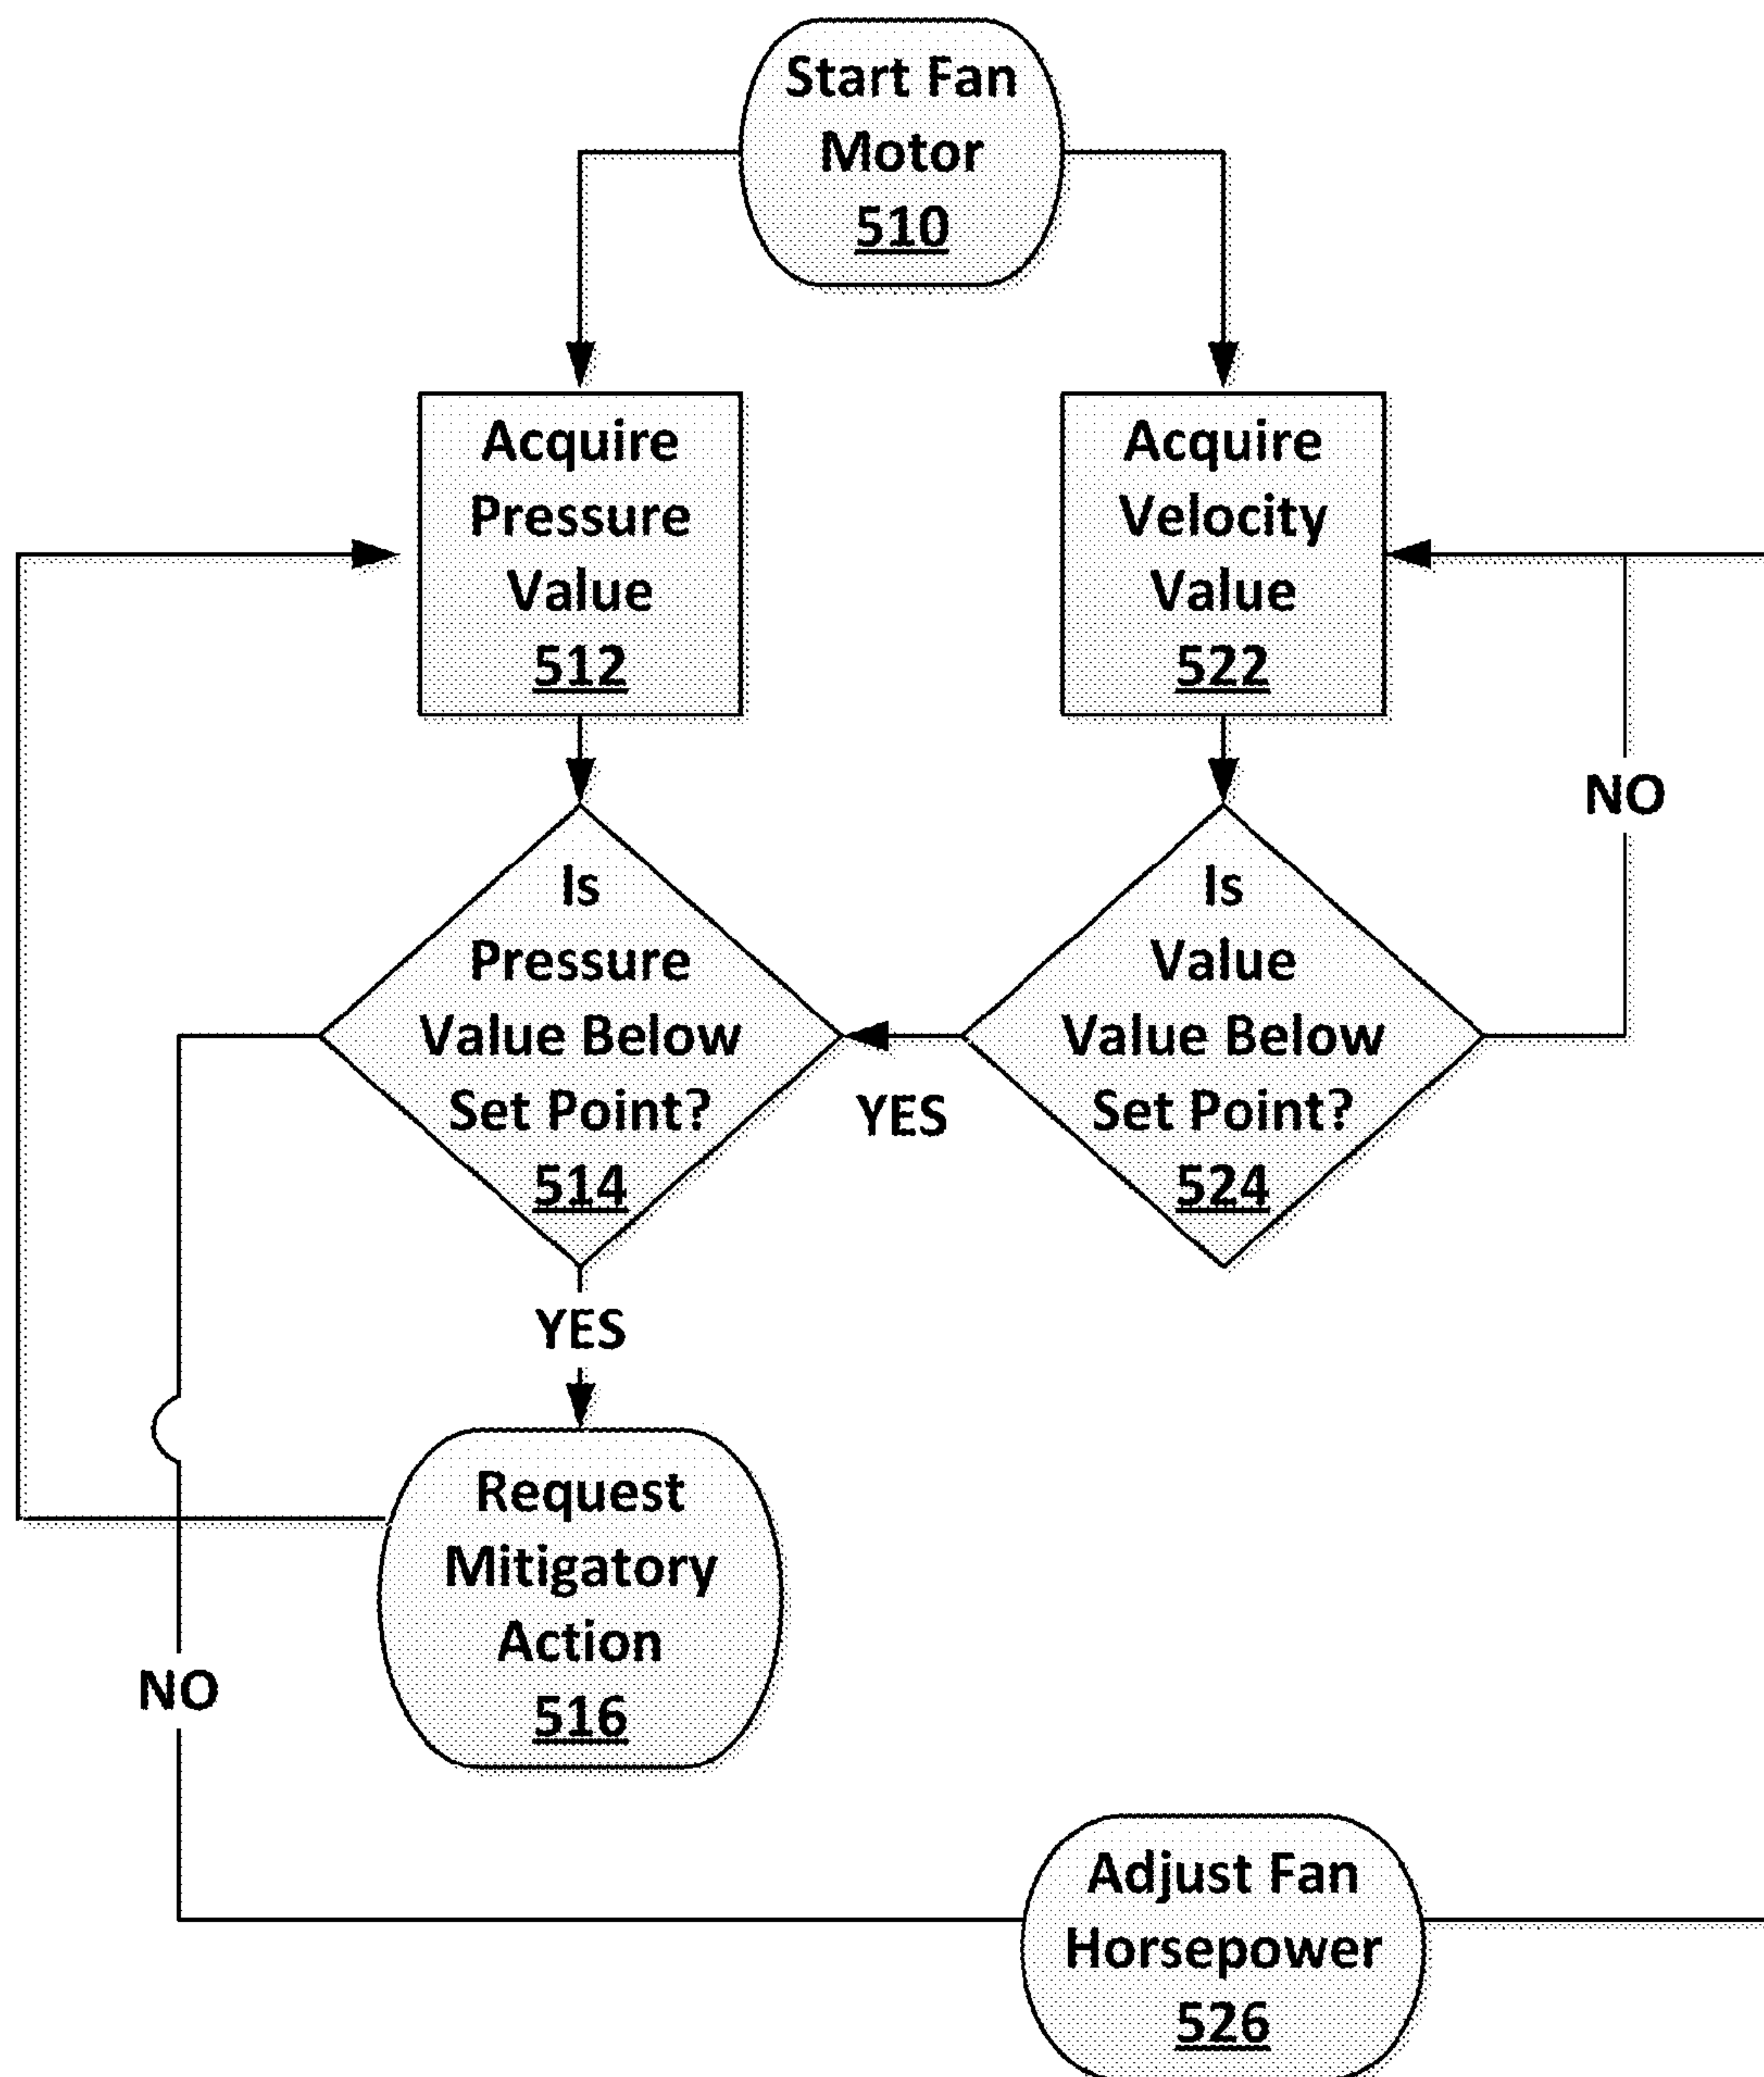 Start Fan
Motor
510
Acquire
Pressure
Value
512
Acquire
Velocity
Value
522
NO
Is
Pressure
Value Below
Set Point?
514
YES
Is
Value
Value Below
Set Point?
524
YES
Request
Mitigatory
Action
516
NO
Adjust Fan
Horsepower
526